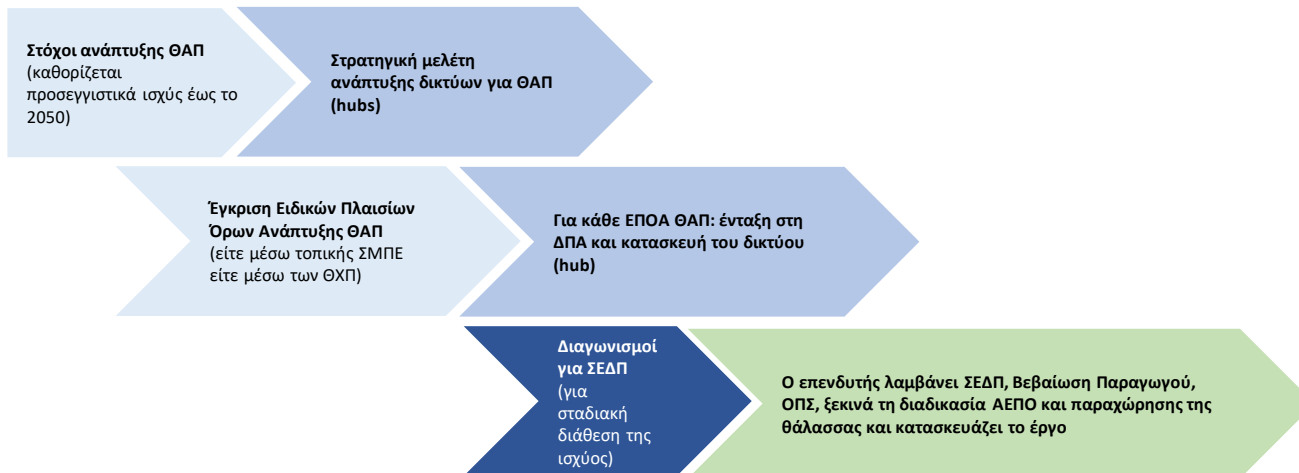 Στόχοι ανάπτυξης ΘΑΠ
(καθορίζεται
προσεγγιστικά ισχύς έως το
2050)
Στρατηγική μελέτη
ανάπτυξης δικτύων για ΘΑΠ
(hubs)
Έγκριση Ειδικών Πλαισίων
Όρων Ανάπτυξης ΘΑΠ
(είτε μέσω τοπικής ΣΜΠΕ
είτε μέσω των ΘΧΠ)
Για κάθε ΕΠΟΑ ΘΑΠ: ένταξη στη
ΔΠΑ και κατασκευή του δικτύου
(hub)
Διαγωνισμοί
για ΣΕΔΠ
(για
σταδιακή
διάθεση της
ισχύος)
Ο επενδυτής λαμβάνει ΣΕΔΠ, Βεβαίωση Παραγωγού,
ΟΠΣ, ξεκινά τη διαδικασία ΑΕΠΟ και παραχώρησης της
θάλασσας και κατασκευάζει το έργο